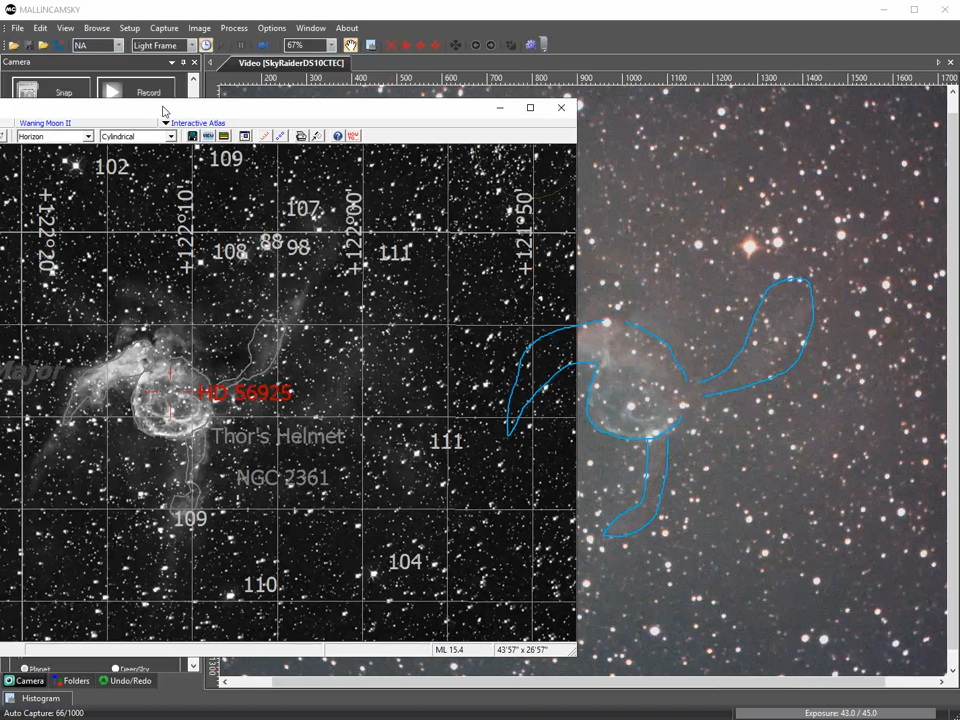 MALLINCAMSKY
File Edit View Browse Setup Capture Image Process Options Window About
NA Light Frame 67%
Camera Video [SkyRaiderDS10CTEC]
200 300 400 500 600 700 800 900 1000 1100 1200 1300 1400 1500 1600 1700
Snap Record
Waning Moon II Interactive Atlas
Horizon Cylindrical
HOW TO
102 109
+122°20' +122°10' +122°00' +121°50'
107
108 88 98 111
Major
HD 56925
Thor's Helmet 111
NGC 2361
109
104
110
ML 15.4 43'57" x 26'57"
Planet DeepSky
1300
Camera Folders Undo/Redo
Histogram
Auto Capture: 66/1000 Exposure: 43.0 / 45.0